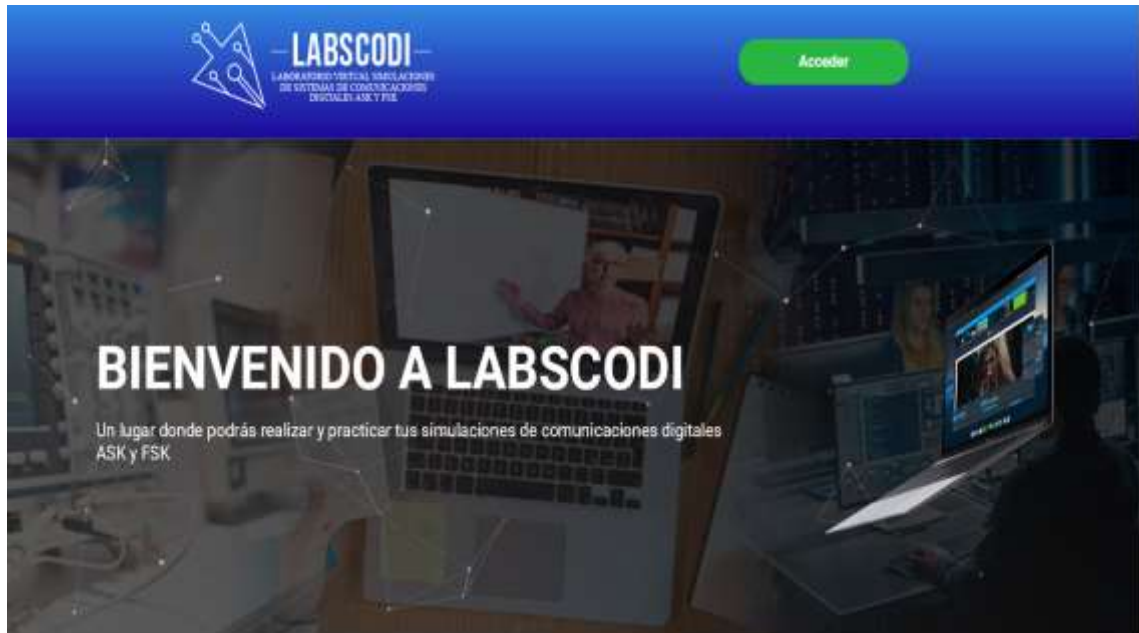 LABSCODI
LABORATORIO VIRTUAL SIMULACIONES
DE SISTEMAS DE COMUNICACIONES
DIGITALES ASK Y FSK
Acceder
BIENVENIDO A LABSCODI
Un lugar donde podrás realizar y practicar tus simulaciones de comunicaciones digitales
ASK y FSK